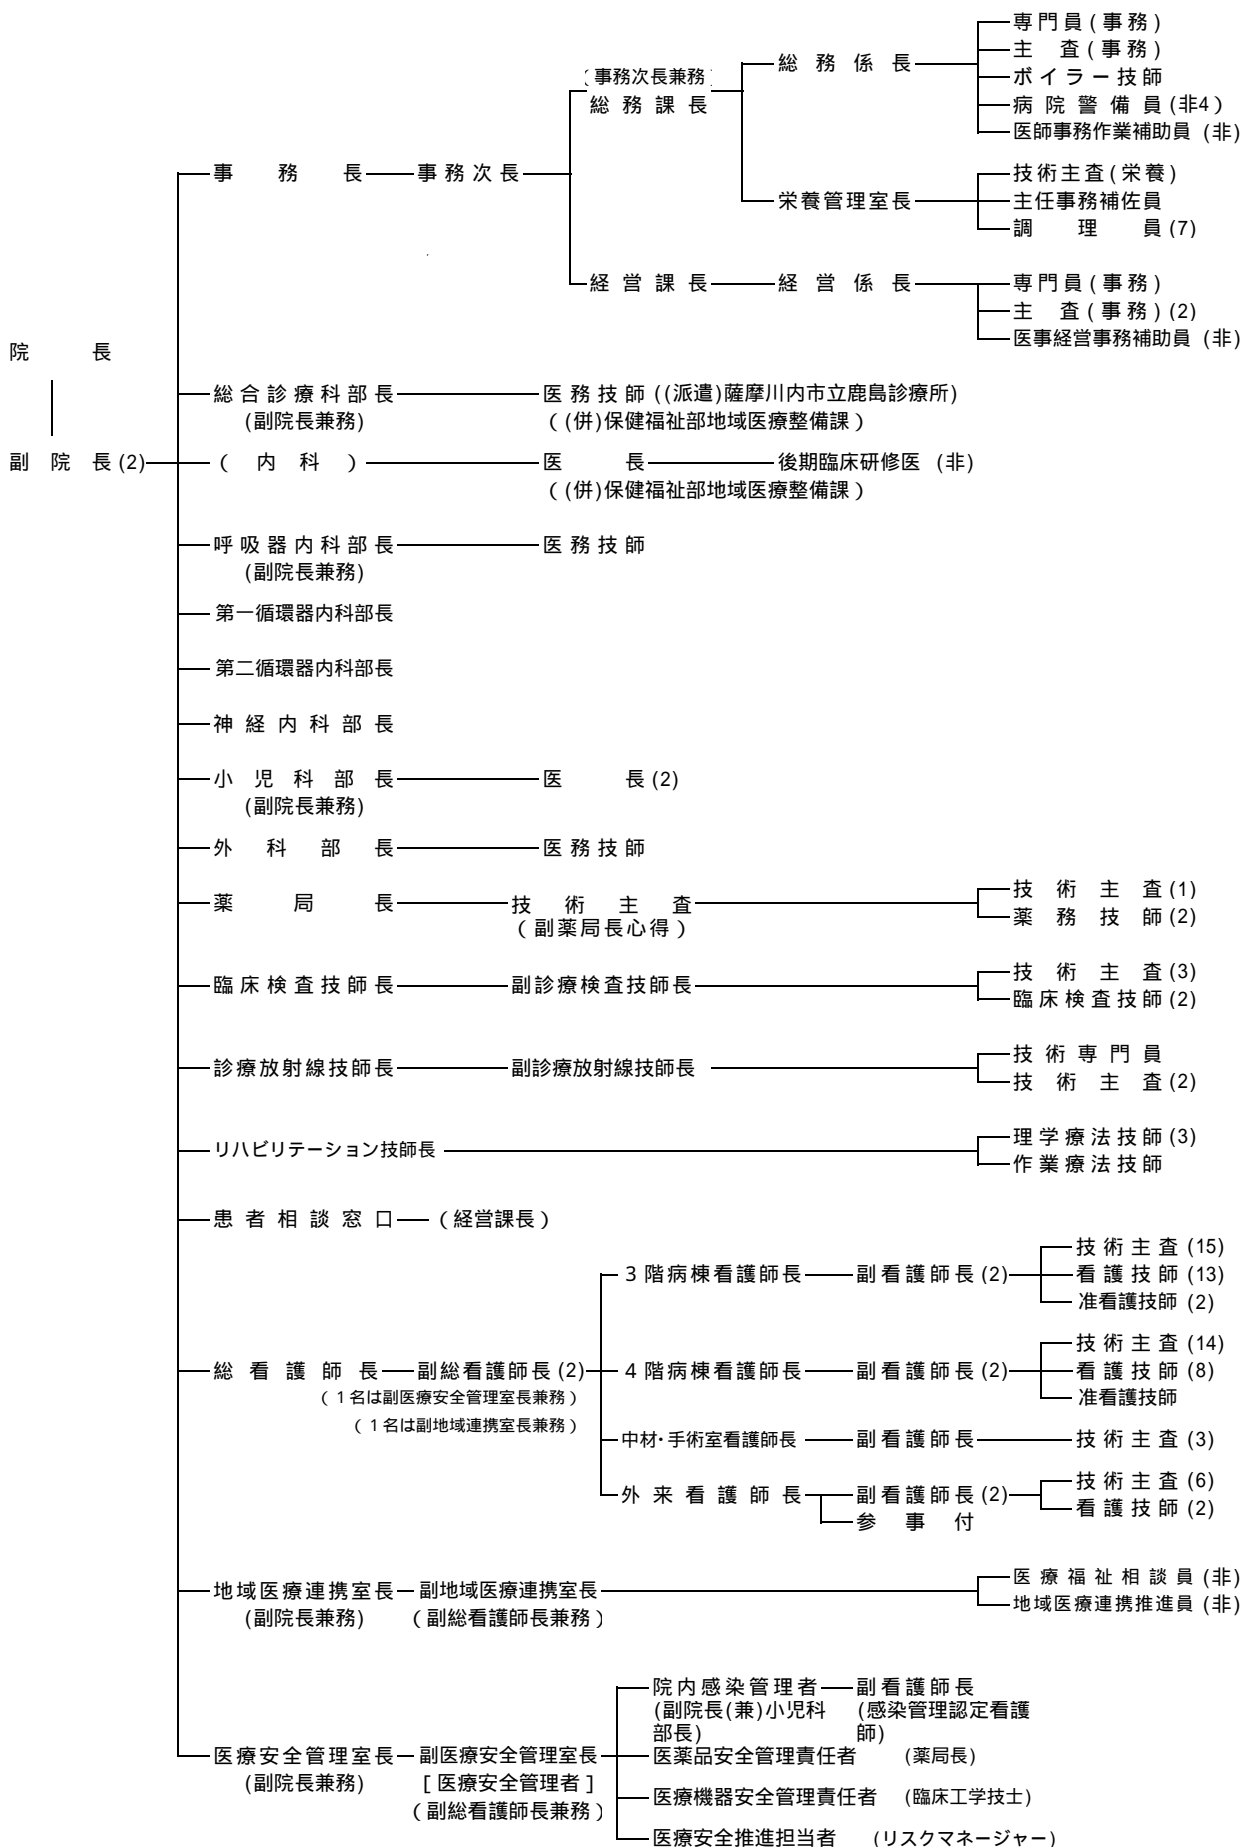 専門員(事務)
主　査(事務)
ボイラー技師
病院警備員(非4)
医師事務作業補助員 (非)
総務係長
(事務次長兼務
総務課長
事　務　長
事務次長
栄養管理室長
技術主査(栄養)
主任事務補佐員
調　理　員(7)
経営課長
経営係長
専門員(事務)
主　査(事務)(2)
医事経営事務補助員 (非)
院　　長
副院長(2)
総合診療科部長
(副院長兼務)
医務技師((派遣)薩摩川内市立鹿島診療所)
((併)保健福祉部地域医療整備課)
(内科)
医　　長
後期臨床研修医 (非)
((併)保健福祉部地域医療整備課)
呼吸器内科部長
(副院長兼務)
医務技師
第一循環器内科部長
第二循環器内科部長
神経内科部長
小児科部長
(副院長兼務)
医　　長(2)
外科部長
医務技師
薬　局　長
技術主査
(副薬局長心得)
技術主査(1)
薬務技師(2)
臨床検査技師長
副診療検査技師長
技術主査(3)
臨床検査技師(2)
診療放射線技師長
副診療放射線技師長
技術専門員
技術主査(2)
リハビリテーション技師長
理学療法技師(3)
作業療法技師
患者相談窓口
(経営課長)
総看護師長
副総看護師長(2)
(1名は副医療安全管理室長兼務)
(1名は副地域連携室長兼務)
3階病棟看護師長
副看護師長(2)
技術主査(15)
看護技師(13)
准看護技師(2)
4階病棟看護師長
副看護師長(2)
技術主査(14)
看護技師(8)
准看護技師
中材・手術室看護師長
副看護師長
技術主査(3)
外来看護師長
副看護師長(2)
参　事　付
技術主査(6)
看護技師(2)
地域医療連携室長
(副院長兼務)
副地域医療連携室長
(副総看護師長兼務)
医療福祉相談員(非)
地域医療連携推進員(非)
医療安全管理室長
(副院長兼務)
副医療安全管理室長
[医療安全管理者]
(副総看護師長兼務)
院内感染管理者
(副院長(兼)小児科
部長)
副看護師長
(感染管理認定看護
師)
医薬品安全管理責任者　(薬局長)
医療機器安全管理責任者　(臨床工学技士)
医療安全推進担当者　(リスクマネージャー)